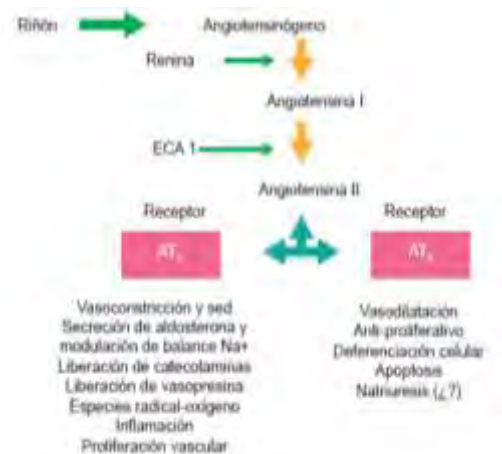 Riñón
Angiotensinógeno
Renina
Angiotensina I
ECA 1
Angiotensina II
Receptor
Receptor
AT
AT
Vasoconstricción y sed
Secreción de aldosterona y
modulación de balance Na+
Liberación de catecolaminas
Liberación de vasopresina
Especies radical-oxígeno
Inflamación
Proliferación vascular
Vasodilatación
Anti-proliferativo
Deferenciación celular
Apoptosis
Natriuresis (¿?)